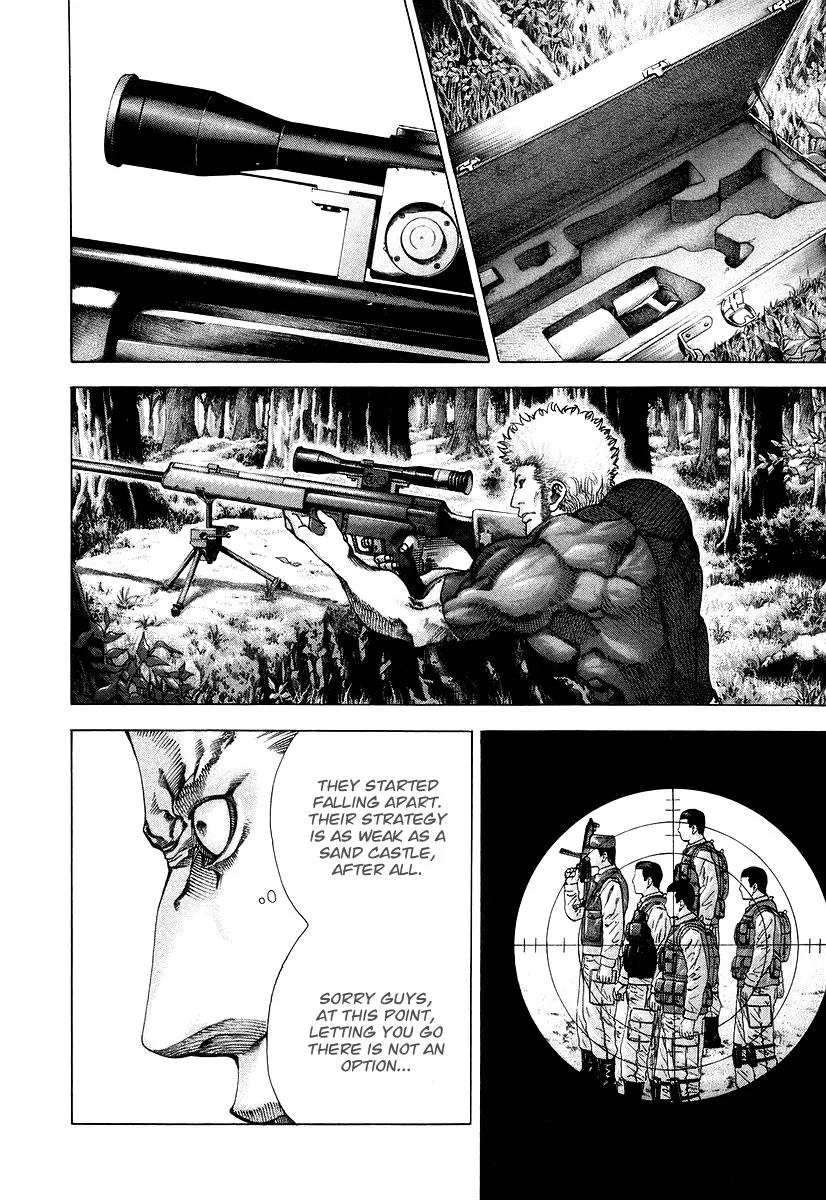 THEY STARTED
FALLING APART.
THEIR STRATEGY
IS AS WEAK AS A
SAND CASTLE,
AFTER ALL.
SORRY GUYS,
AT THIS POINT,
LETTING YOU GO
THERE IS NOT AN
OPTION...